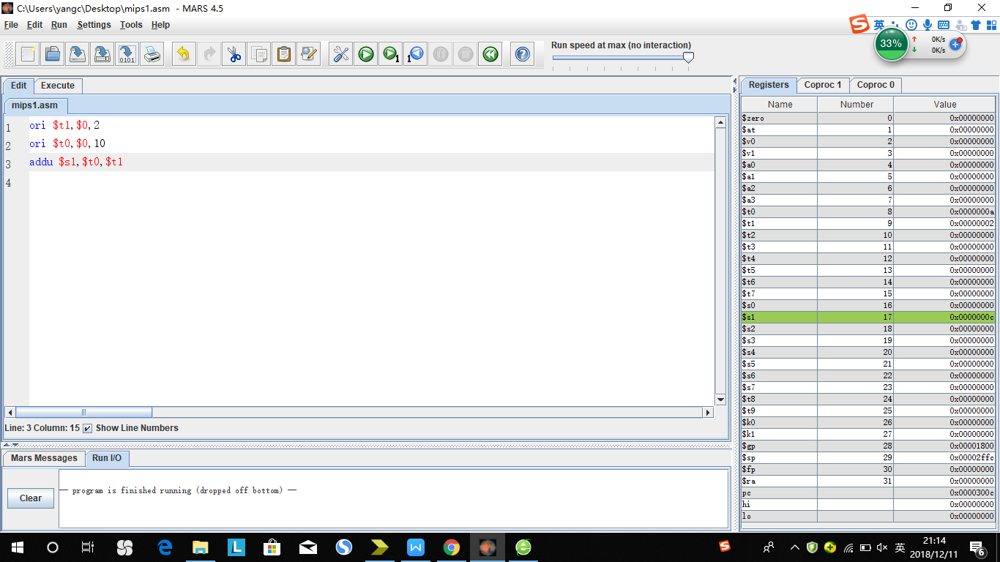 C:\Users\yangc\Desktop\mips1.asm - MARS 4.5
File Edit Run Settings Tools Help
英
33%
0K/s
0K/s
0101
1
1
Run speed at max (no interaction)
Edit Execute
mips1.asm
1 ori $t1,$0,2
2 ori $t0,$0,10
3 addu $s1,$t0,$t1
4
Line: 3 Column: 15 Show Line Numbers
Mars Messages Run I/O
Clear
— program is finished running (dropped off bottom) —
Registers Coproc 1 Coproc 0
Name Number Value
$zero 0 0x00000000
$at 1 0x00000000
$v0 2 0x00000000
$v1 3 0x00000000
$a0 4 0x00000000
$a1 5 0x00000000
$a2 6 0x00000000
$a3 7 0x00000000
$t0 8 0x0000000a
$t1 9 0x00000002
$t2 10 0x00000000
$t3 11 0x00000000
$t4 12 0x00000000
$t5 13 0x00000000
$t6 14 0x00000000
$t7 15 0x00000000
$s0 16 0x00000000
$s1 17 0x0000000c
$s2 18 0x00000000
$s3 19 0x00000000
$s4 20 0x00000000
$s5 21 0x00000000
$s6 22 0x00000000
$s7 23 0x00000000
$t8 24 0x00000000
$t9 25 0x00000000
$k0 26 0x00000000
$k1 27 0x00000000
$gp 28 0x00001800
$sp 29 0x00002ffc
$fp 30 0x00000000
$ra 31 0x00000000
pc 0x0000300c
hi 0x00000000
lo 0x00000000
英
21:14
2018/12/11
6